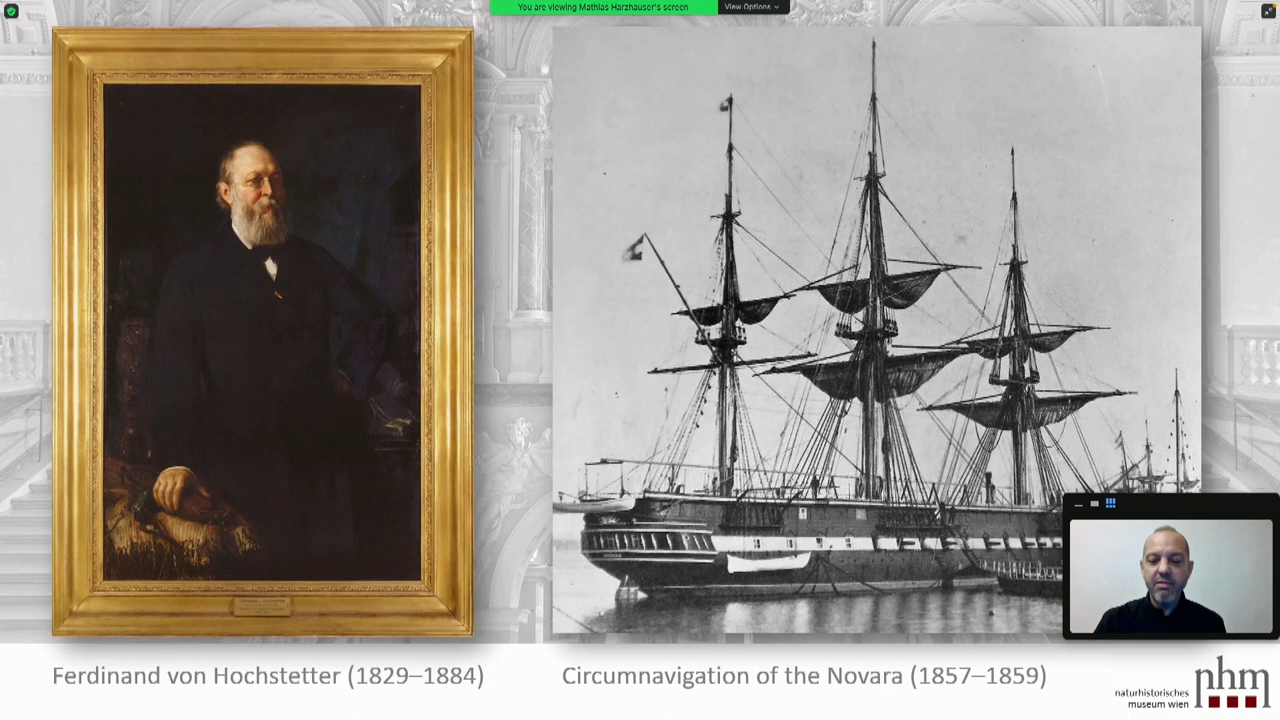 You are viewing Mathias Harzhauser's screen
View Options
Ferdinand von Hochstetter (1829–1884)
Circumnavigation of the Novara (1857–1859)
naturhistorisches
museum wien
nhm